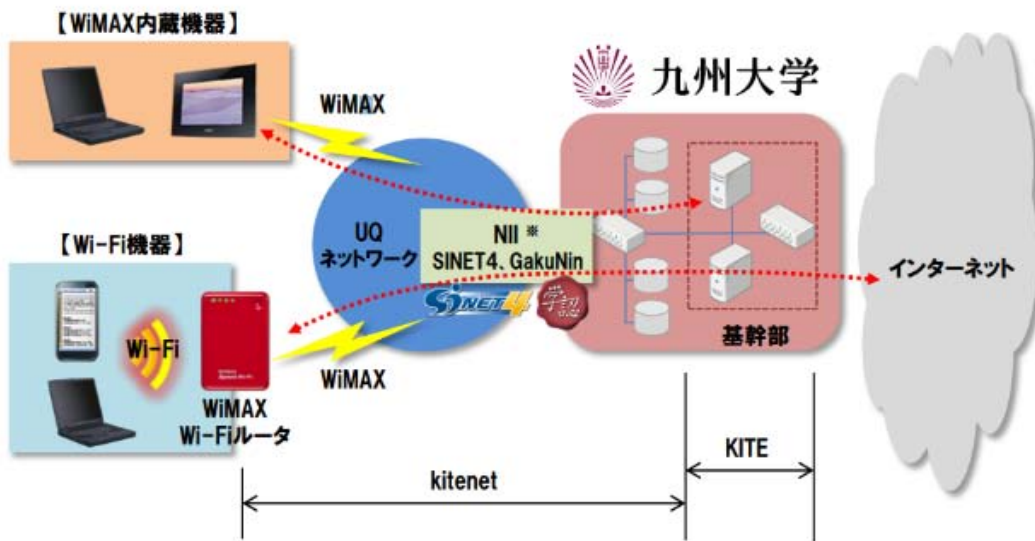 【WiMAX内蔵機器】
九州大学
WiMAX
UQ
ネットワーク
NII ※
SINET4、GakuNin
【Wi-Fi機器】
インターネット
SiNET4
学認
基幹部
Wi-Fi
WiMAX
WiMAX
Wi-Fiルータ
KITE
kitenet